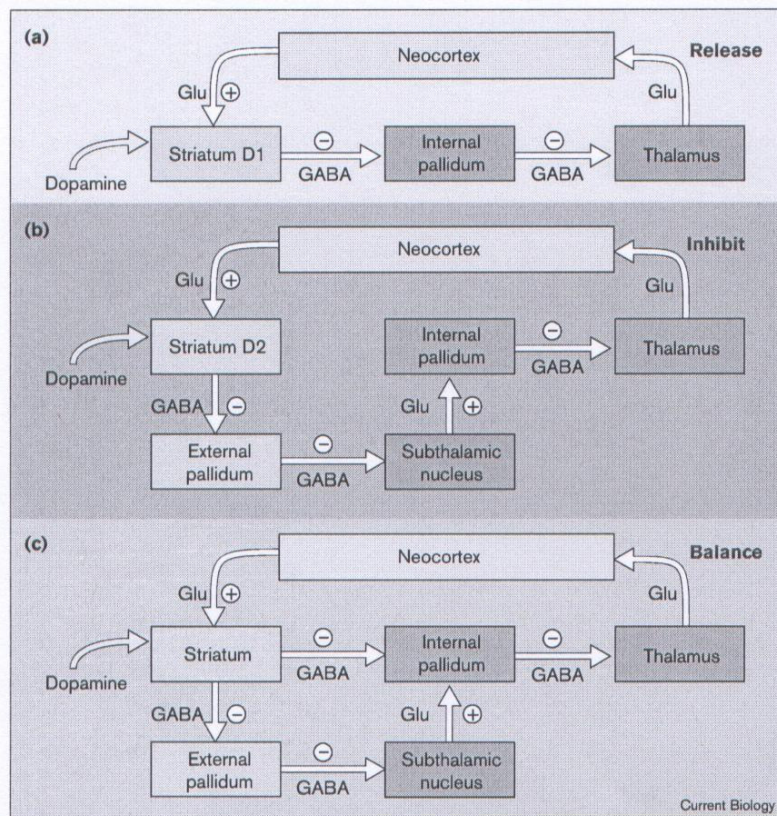 (a)
Neocortex
Release
Glu
+
Glu
Striatum D1
−
GABA
Internal
pallidum
−
GABA
Thalamus
Dopamine
(b)
Neocortex
Inhibit
Glu
+
Glu
Striatum D2
Internal
pallidum
−
GABA
Thalamus
Dopamine
GABA
−
Glu
+
External
pallidum
−
GABA
Subthalamic
nucleus
(c)
Neocortex
Balance
Glu
+
Glu
Striatum
−
GABA
Internal
pallidum
−
GABA
Thalamus
Dopamine
GABA
−
Glu
+
External
pallidum
−
GABA
Subthalamic
nucleus
Current Biology